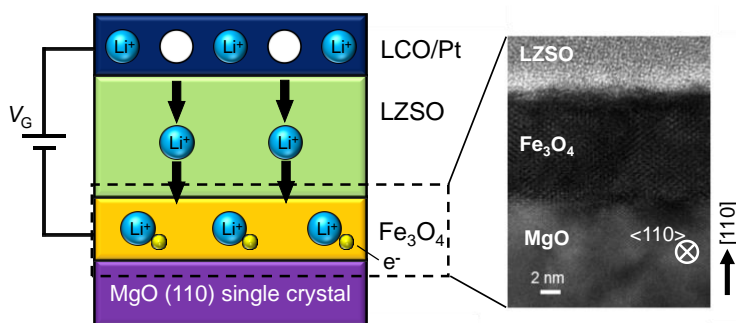 Li⁺ Li⁺ Li⁺ LCO/Pt
LZSO
V_G
Li⁺ Li⁺
Li⁺ Li⁺ Li⁺ Fe₃O₄
e⁻
MgO (110) single crystal
LZSO
Fe₃O₄
MgO
<110>
2 nm
[110]